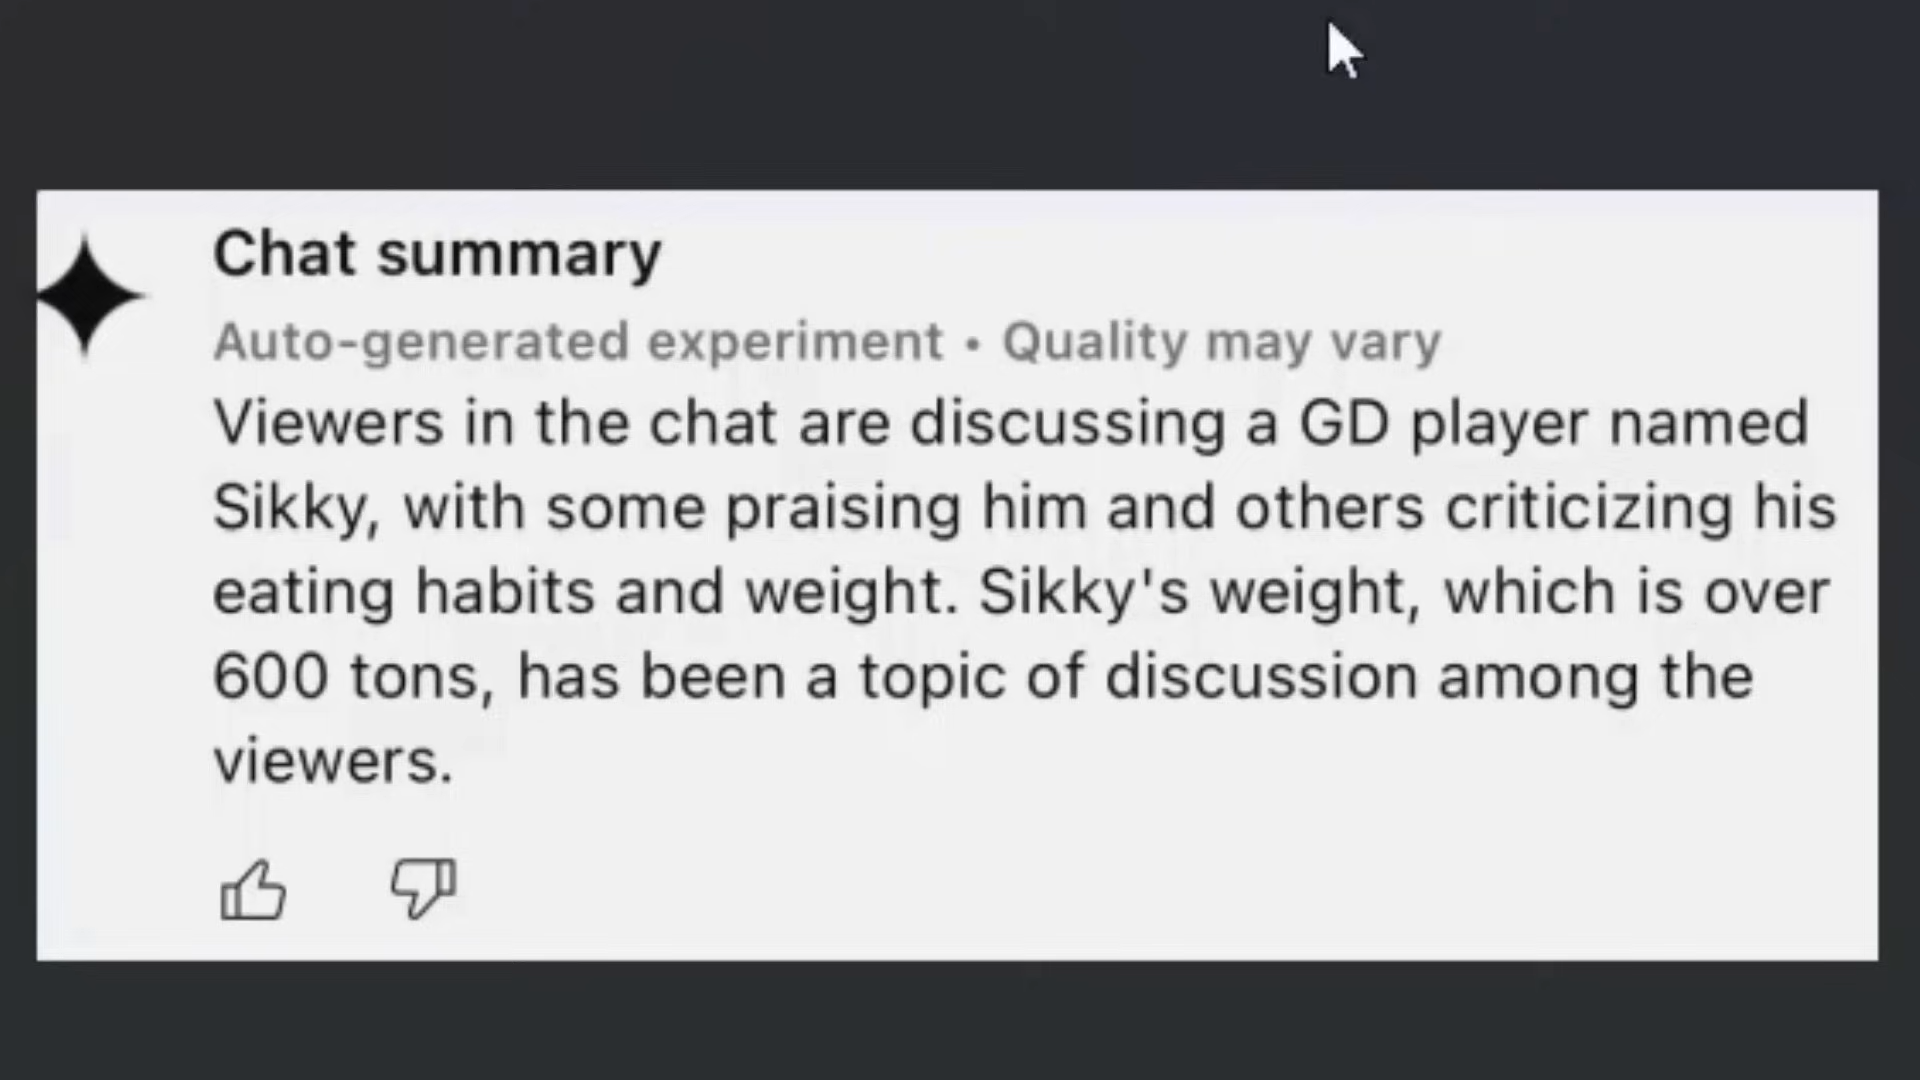 Chat summary
Auto-generated experiment • Quality may vary
Viewers in the chat are discussing a GD player named
Sikky, with some praising him and others criticizing his
eating habits and weight. Sikky's weight, which is over
600 tons, has been a topic of discussion among the
viewers.